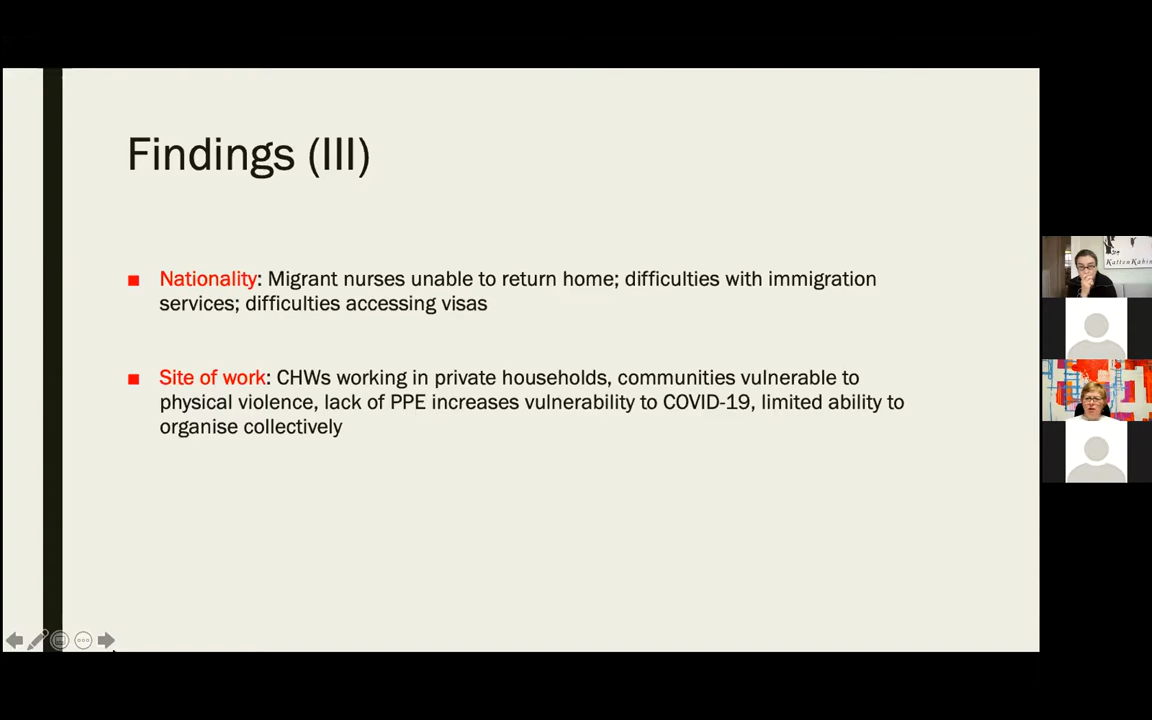 Findings (III)
■ Nationality: Migrant nurses unable to return home; difficulties with immigration
services; difficulties accessing visas
■ Site of work: CHWs working in private households, communities vulnerable to
physical violence, lack of PPE increases vulnerability to COVID-19, limited ability to
organise collectively